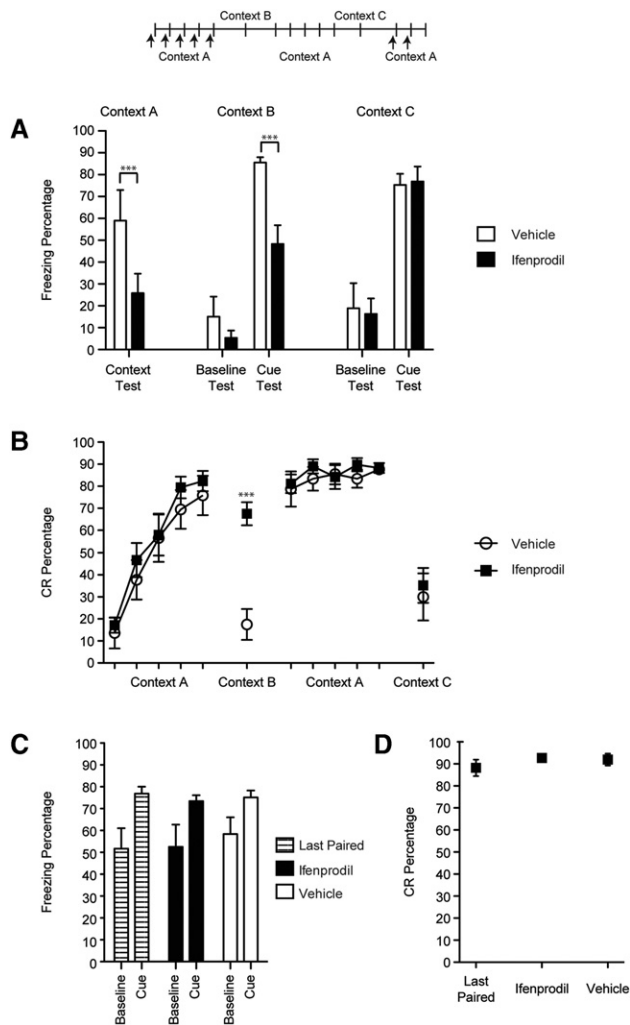 Context B Context C
Context A Context A Context A
Context A Context B Context C
A
100
90
80
70
60
50
40
30
20
10
0
Freezing Percentage
*** ***
Context Test
Baseline Test
Cue Test
Baseline Test
Cue Test
Vehicle
Ifenprodil
B
100
90
80
70
60
50
40
30
20
10
0
CR Percentage
***
Context A Context B Context A Context C
Vehicle
Ifenprodil
C
100
90
80
70
60
50
40
30
20
10
0
Freezing Percentage
Baseline
Cue
Baseline
Cue
Baseline
Cue
Last Paired
Ifenprodil
Vehicle
D
100
90
80
70
60
50
40
30
20
10
0
CR Percentage
Last Paired
Ifenprodil
Vehicle